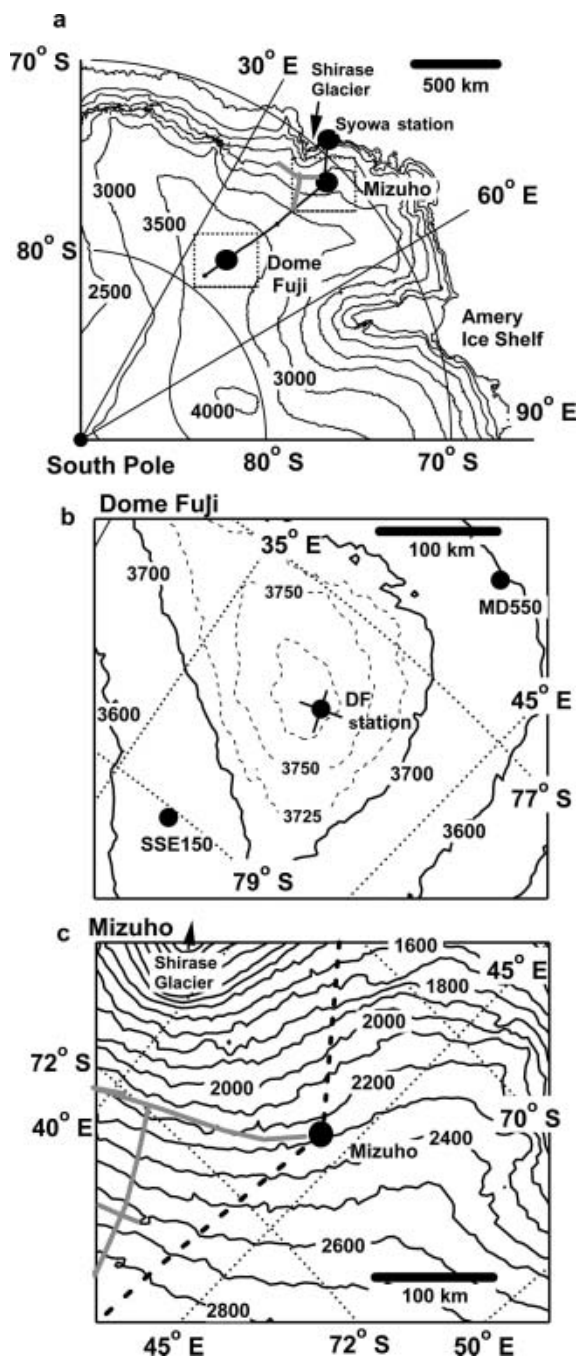 a
70° S
30° E
Shirase
Glacier
500 km
Syowa station
Mizuho
60° E
3000
3500
80° S
Dome
Fuji
2500
Amery
Ice Shelf
3000
4000
90° E
South Pole
80° S
70° S
b
Dome Fuji
35° E
100 km
3700
3750
MD550
DF
station
45° E
3600
3750
3700
77° S
3725
3600
SSE150
79° S
c
Mizuho
Shirase
Glacier
1600
45° E
1800
2000
72° S
2000
2200
70° S
40° E
Mizuho
2400
2600
100 km
2800
45° E
72° S
50° E